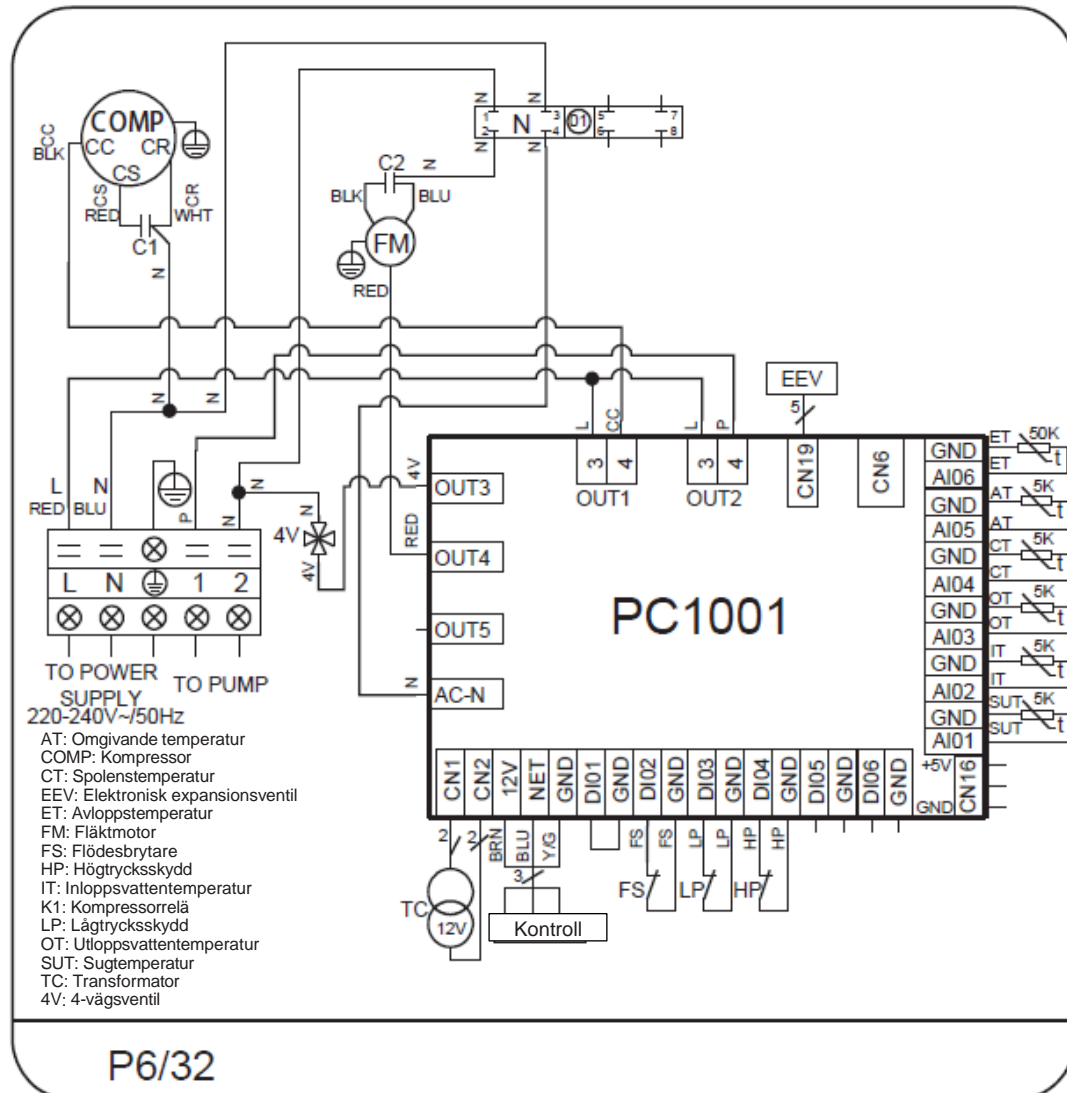 COMP
CC
CR
CS
CC
BLK
CS
RED
CR
WHT
C1
N
N
N
1
2
N
3
4
N
N
N
01
5
6
7
8
C2
N
BLK
BLU
FM
RED
N
N
EEV
5
L
CC
L
P
3
4
OUT1
3
4
OUT2
CN19
CN6
4V
OUT3
RED
OUT4
OUT5
N
AC-N
PC1001
GND
AI06
GND
AI05
GND
AI04
GND
AI03
GND
AI02
GND
AI01
+5V
GND
CN16
ET
50K
t
ET
AT
5K
t
AT
CT
5K
t
CT
OT
5K
t
OT
IT
5K
t
IT
SUT
5K
t
SUT
L
RED
N
BLU
P
N
N
N
4V
4V
L N 1 2
TO POWER
SUPPLY
220-240V~/50Hz
TO PUMP
CN1
CN2
12V
NET
GND
DI01
GND
DI02
GND
DI03
GND
DI04
GND
DI05
GND
DI06
GND
2
2
BRN
BLU
Y/G
3
FS
FS
LP
LP
HP
HP
TC
12V
Kontroll
FS
LP
HP
AT: Omgivande temperatur
COMP: Kompressor
CT: Spolenstemperatur
EEV: Elektronisk expansionsventil
ET: Avloppstemperatur
FM: Fläktmotor
FS: Flödesbrytare
HP: Högtrycksskydd
IT: Inloppsvattentemperatur
K1: Kompressorrelä
LP: Lågtrycksskydd
OT: Utloppsvattentemperatur
SUT: Sugtemperatur
TC: Transformator
4V: 4-vägsventil
P6/32